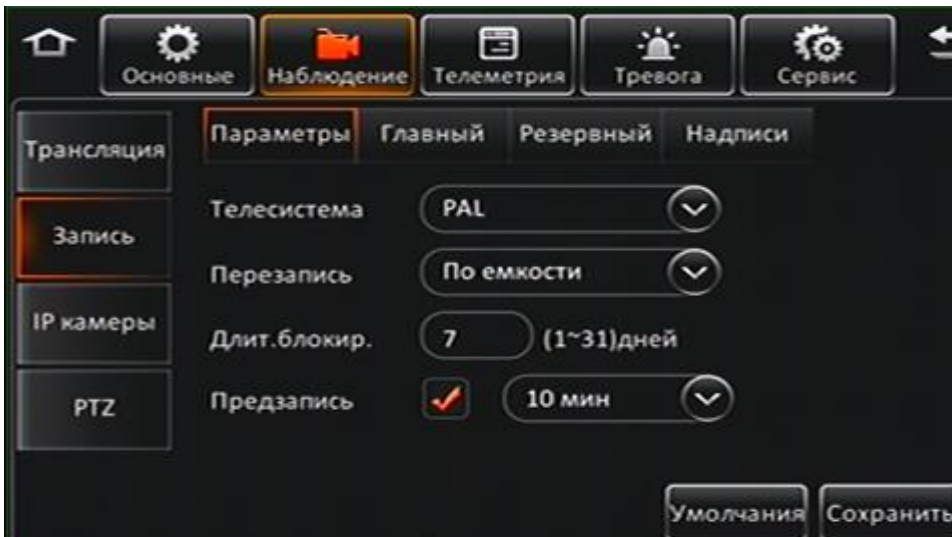 Основные Наблюдение Телеметрия Тревога Сервис
Трансляция
Запись
IP камеры
PTZ
Параметры Главный Резервный Надписи
Телесистема PAL
Перезапись По емкости
Длит.блокир. 7 (1~31)дней
Предзапись 10 мин
Умолчания Сохранить